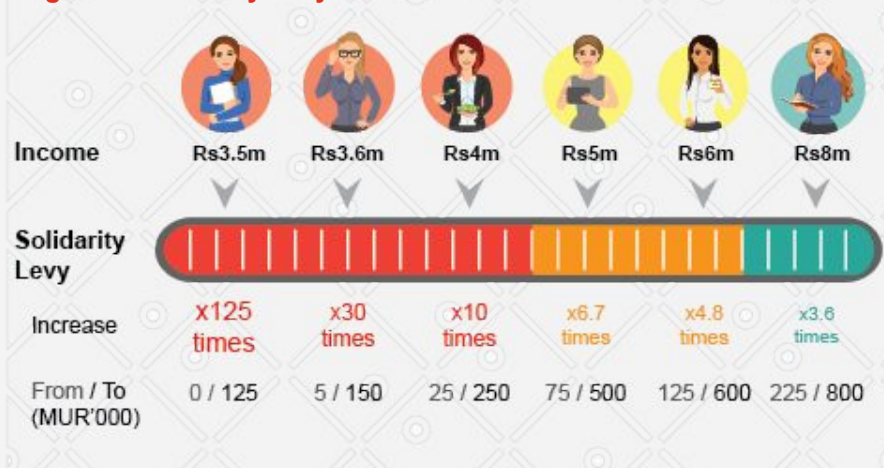 Income Rs3.5m Rs3.6m Rs4m Rs5m Rs6m Rs8m
Solidarity
Levy
Increase x125 times x30 times x10 times x6.7 times x4.8 times x3.6 times
From / To
(MUR'000) 0 / 125 5 / 150 25 / 250 75 / 500 125 / 600 225 / 800